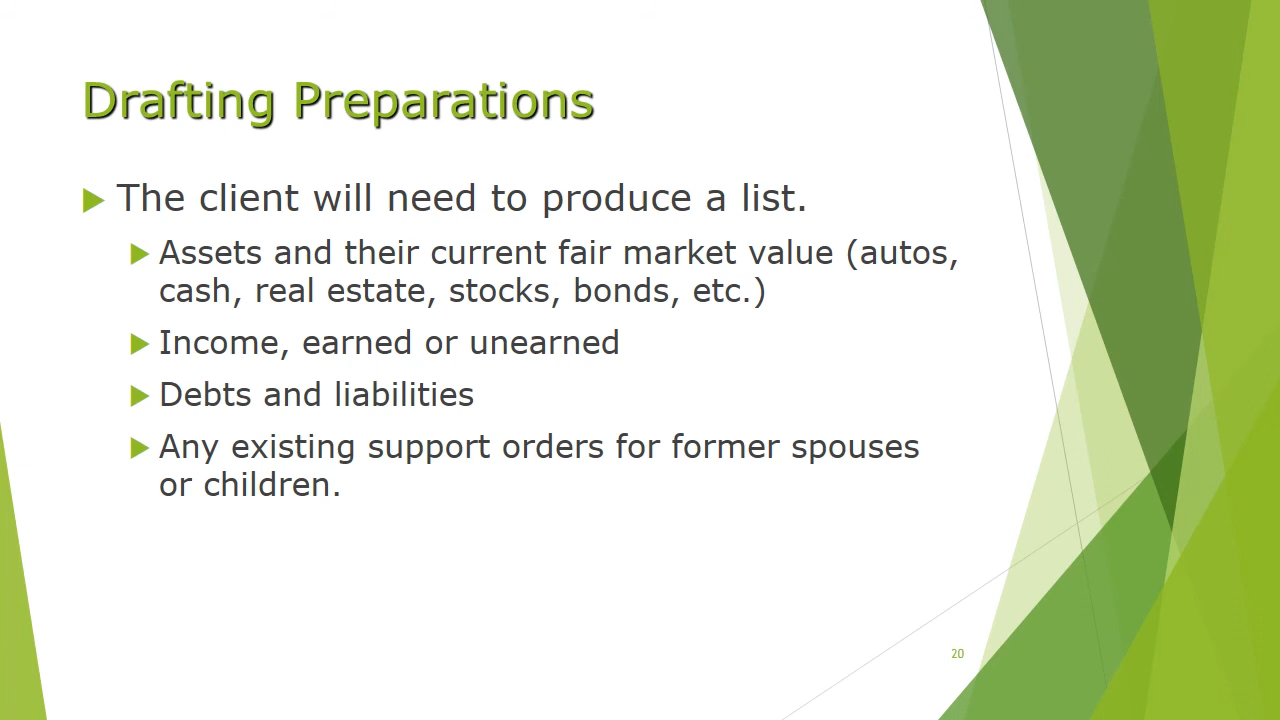 Drafting Preparations
The client will need to produce a list.
Assets and their current fair market value (autos,
cash, real estate, stocks, bonds, etc.)
Income, earned or unearned
Debts and liabilities
Any existing support orders for former spouses
or children.
20